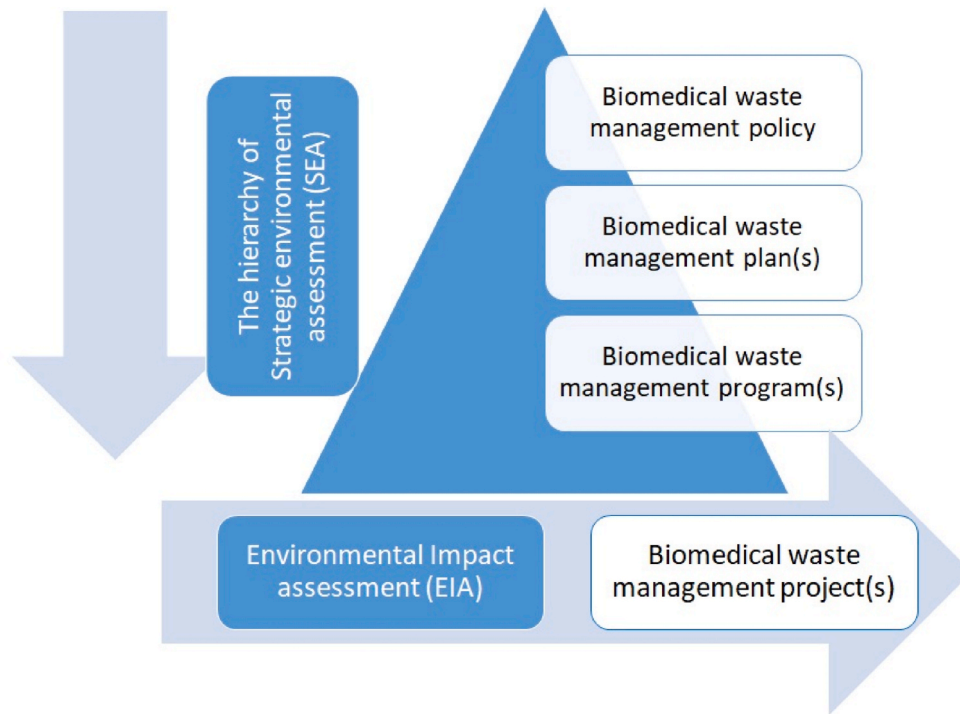 The hierarchy of
Strategic environmental
assessment (SEA)
Biomedical waste
management policy
Biomedical waste
management plan(s)
Biomedical waste
management program(s)
Environmental Impact
assessment (EIA)
Biomedical waste
management project(s)